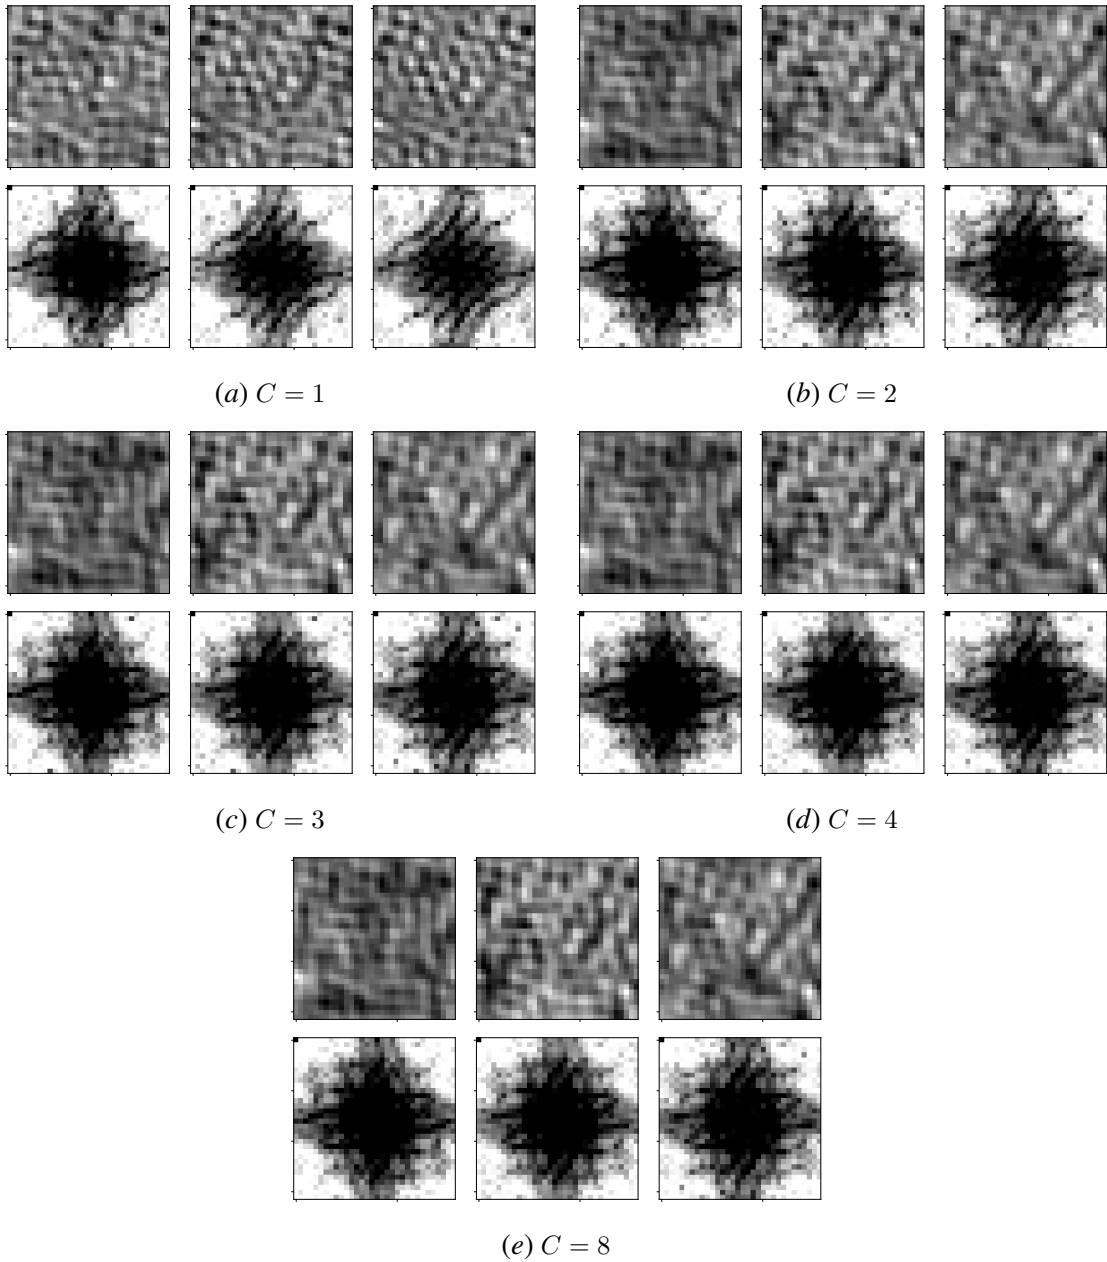 (a) C = 1
(b) C = 2
(c) C = 3
(d) C = 4
(e) C = 8